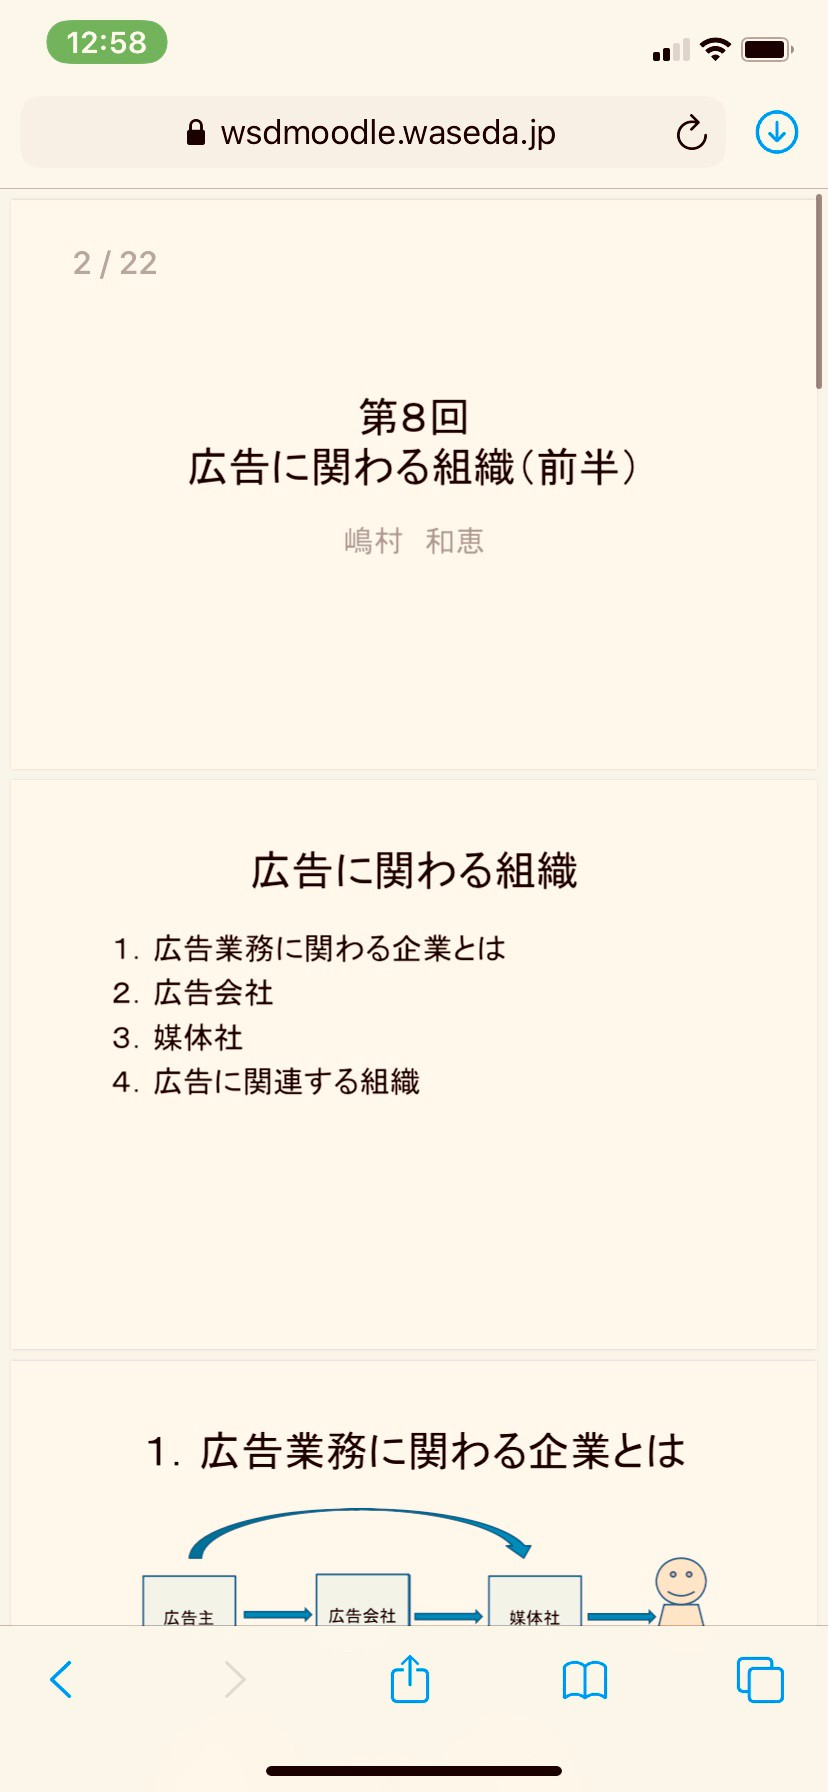 12:58
wsdmoodle.waseda.jp
2 / 22
第8回
広告に関わる組織(前半)
嶋村 和恵
広告に関わる組織
1. 広告業務に関わる企業とは
2. 広告会社
3. 媒体社
4. 広告に関連する組織
1. 広告業務に関わる企業とは
広告主 広告会社 媒体社